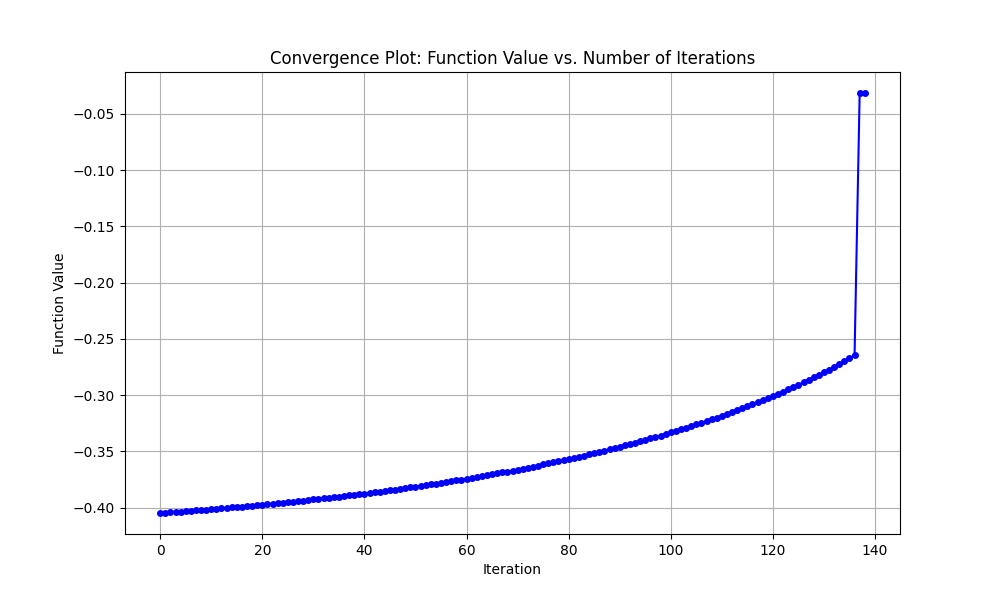 Convergence Plot: Function Value vs. Number of Iterations
−0.05
−0.10
−0.15
−0.20
−0.25
−0.30
−0.35
−0.40
Function Value
0 20 40 60 80 100 120 140
Iteration